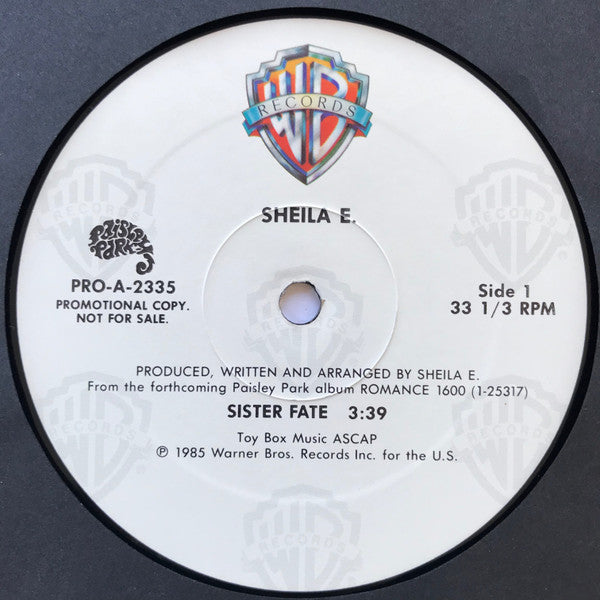 WB
RECORDS
SHEILA E.
Paisley
Park
PRO-A-2335
PROMOTIONAL COPY.
NOT FOR SALE.
Side 1
33 1/3 RPM
PRODUCED, WRITTEN AND ARRANGED BY SHEILA E.
From the forthcoming Paisley Park album ROMANCE 1600 (1-25317)
SISTER FATE 3:39
Toy Box Music ASCAP
℗ 1985 Warner Bros. Records Inc. for the U.S.